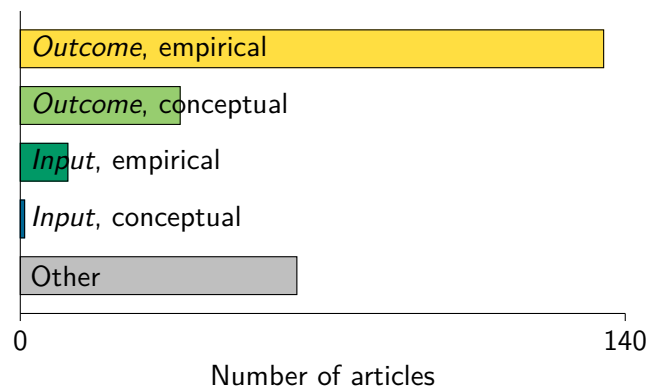 Outcome, empirical
Outcome, conceptual
Input, empirical
Input, conceptual
Other
0 140
Number of articles